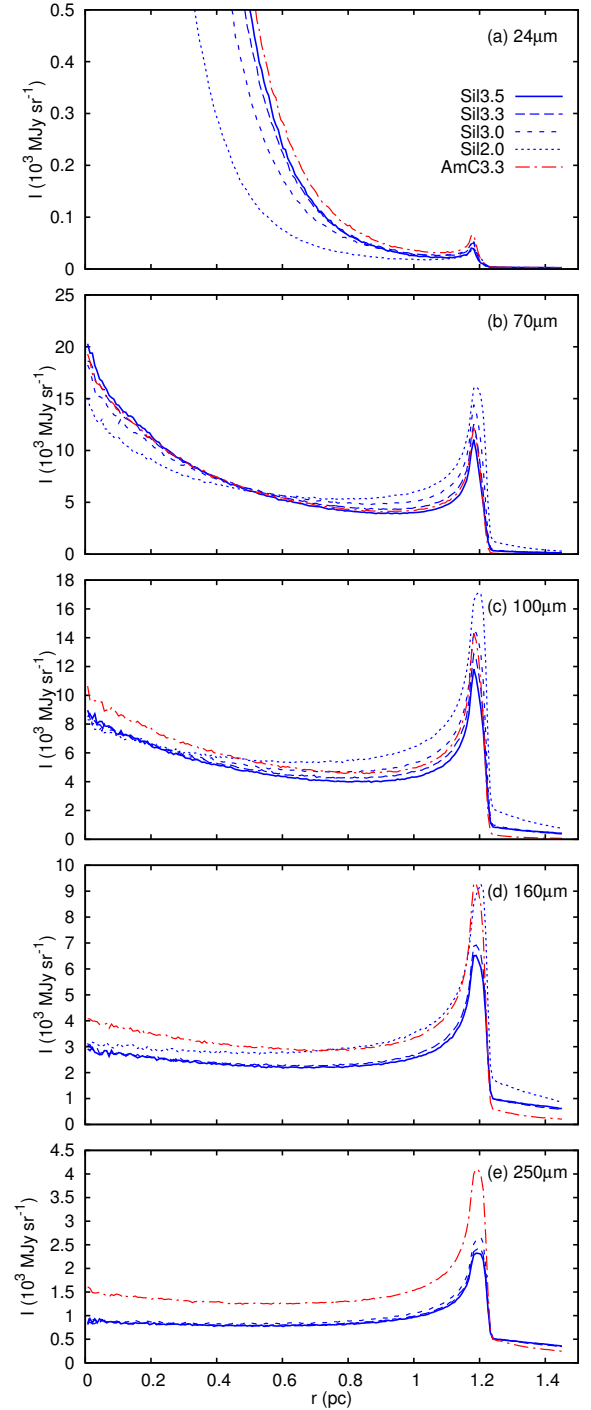 0.5
0.4
0.3
0.2
0.1
0
I (10³ MJy sr⁻¹)
(a) 24μm
Sil3.5
Sil3.3
Sil3.0
Sil2.0
AmC3.3
25
20
15
10
5
0
I (10³ MJy sr⁻¹)
(b) 70μm
18
16
14
12
10
8
6
4
2
0
I (10³ MJy sr⁻¹)
(c) 100μm
10
9
8
7
6
5
4
3
2
1
0
I (10³ MJy sr⁻¹)
(d) 160μm
4.5
4
3.5
3
2.5
2
1.5
1
0.5
0
I (10³ MJy sr⁻¹)
(e) 250μm
0 0.2 0.4 0.6 0.8 1 1.2 1.4
r (pc)